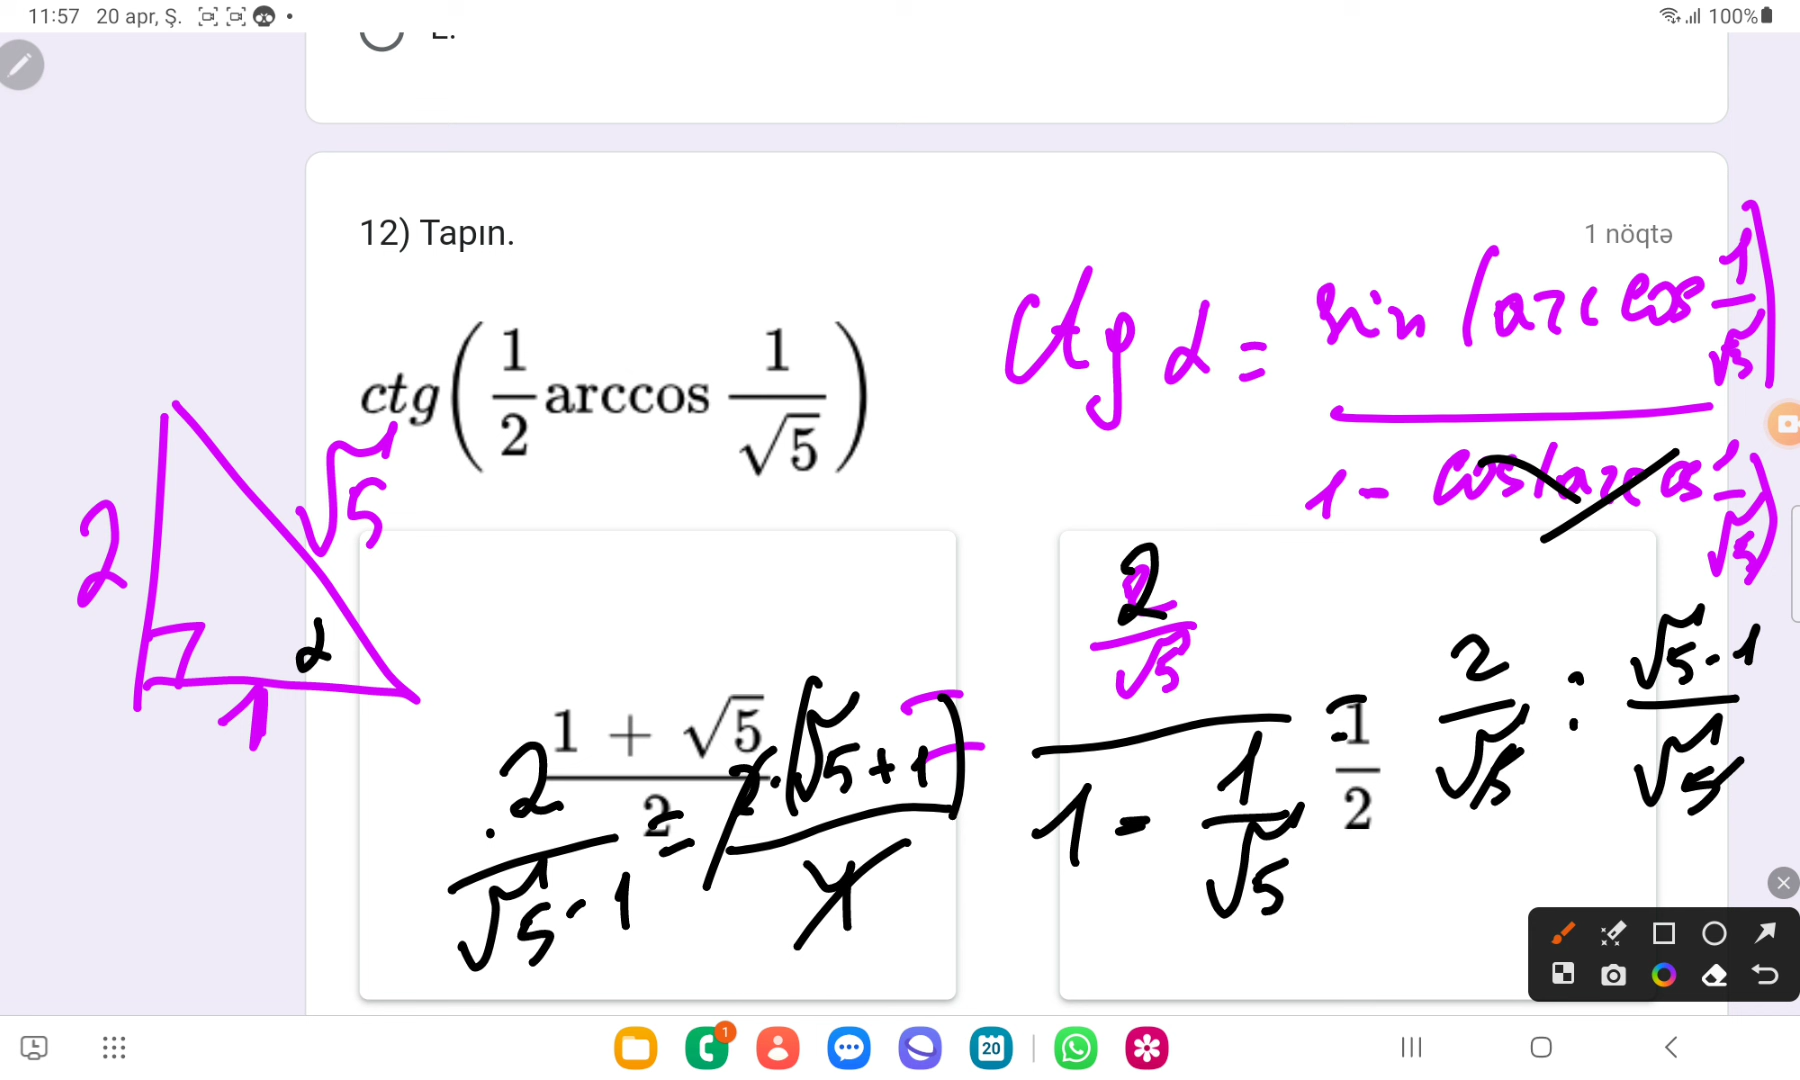 11:57 20 apr, Ş. 100%
12) Tapın.
1 nöqtə
ctg(1/2 arccos 1/√5)
ctg α = sin(arccos 1/√5) / 1 - cos(arccos 1/√5)
2
√5
1
α
2/√5 / 1 - 1/√5 = 2/√5 : √5-1/√5
1 + √5 / 2
1/2
· 2/√5-1 = 2·(√5+1)/4
1
20